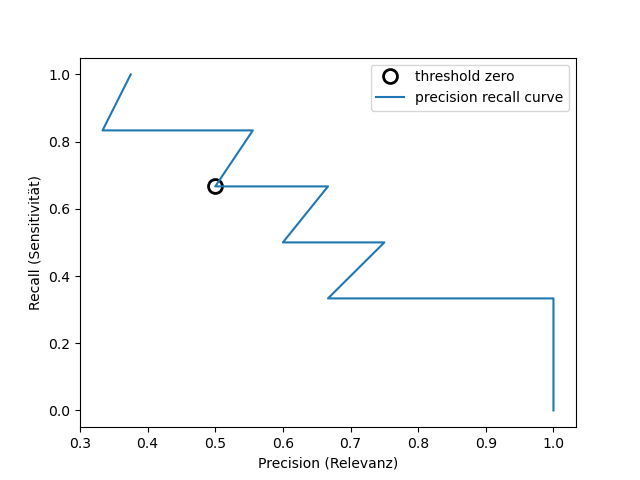 threshold zero
precision recall curve
1.0
0.8
0.6
0.4
0.2
0.0
Recall (Sensitivität)
0.3 0.4 0.5 0.6 0.7 0.8 0.9 1.0
Precision (Relevanz)